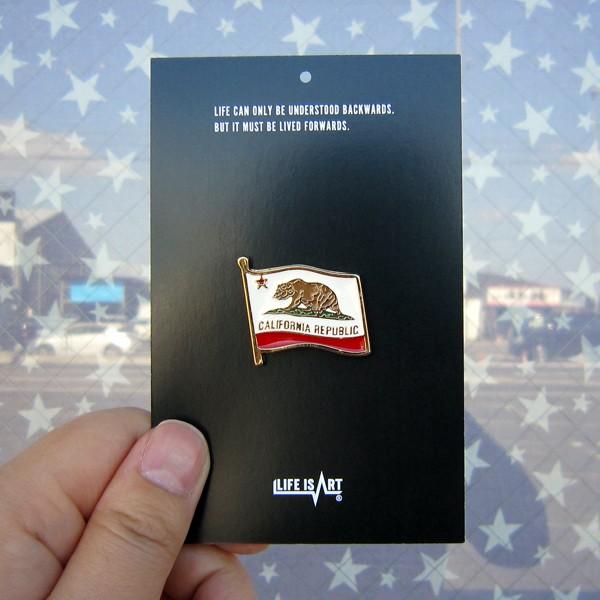 LIFE CAN ONLY BE UNDERSTOOD BACKWARDS.
BUT IT MUST BE LIVED FORWARDS.
CALIFORNIA REPUBLIC
LIFE IS ART
®